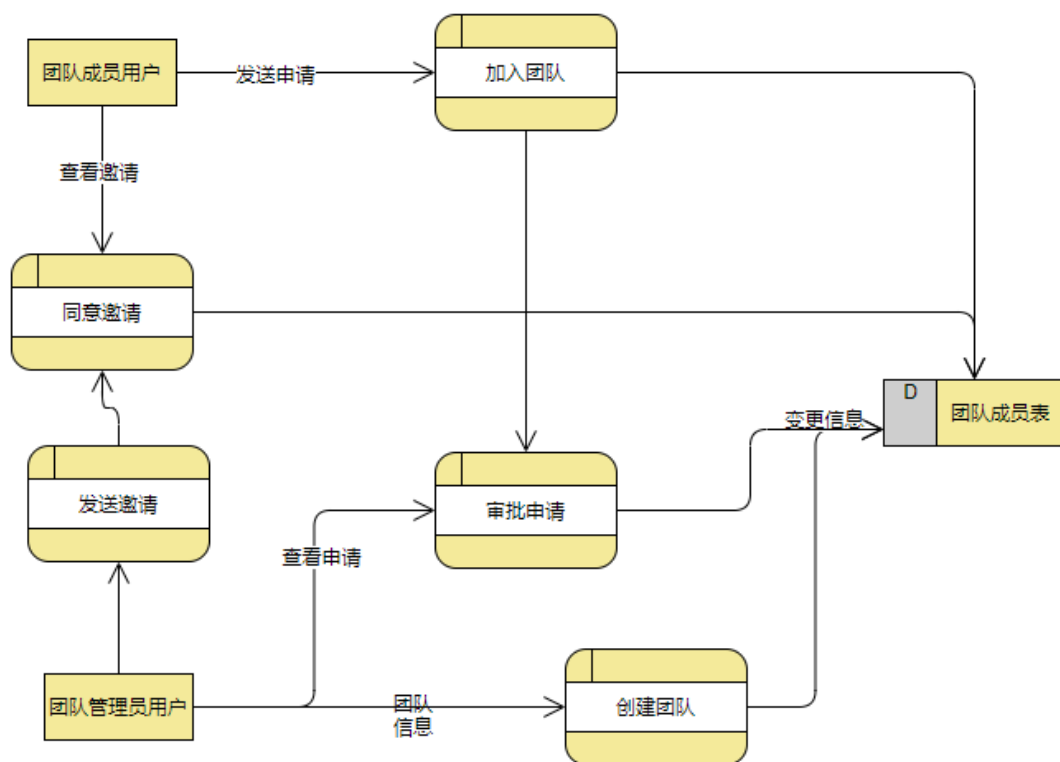 团队成员用户
发送申请
加入团队
查看邀请
同意邀请
D
团队成员表
变更信息
发送邀请
审批申请
查看申请
团队管理员用户
团队
信息
创建团队